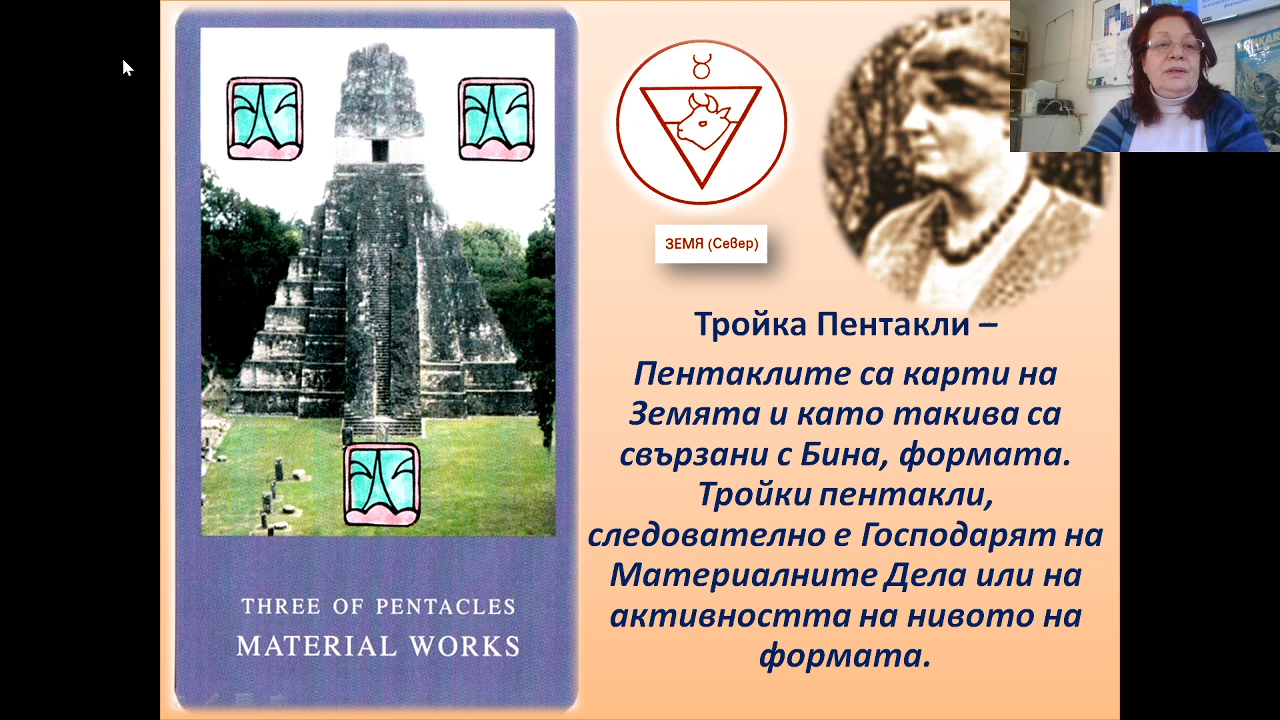 THREE OF PENTACLES
MATERIAL WORKS
ЗЕМЯ (Север)
Тройка Пентакли –
Пентаклите са карти на
Земята и като такива са
свързани с Бина, формата.
Тройки пентакли,
следователно е Господарят на
Материалните Дела или на
активността на нивото на
формата.